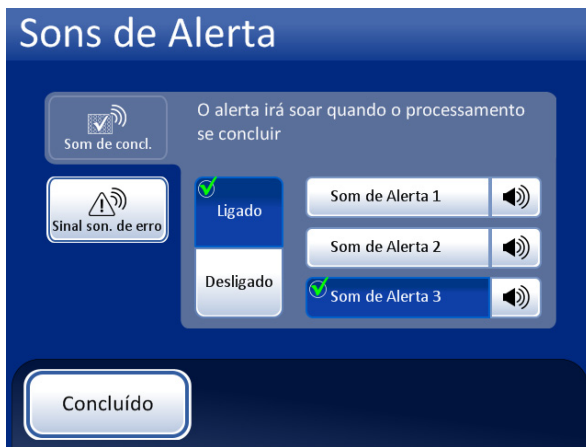 Sons de Alerta
Som de concl.
O alerta irá soar quando o processamento
se concluir
Sinal son. de erro
Ligado
Desligado
Som de Alerta 1
Som de Alerta 2
Som de Alerta 3
Concluído